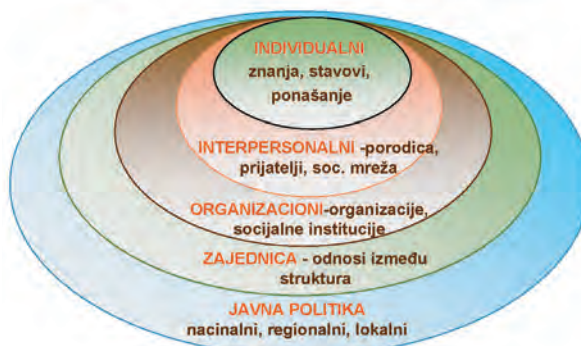 INDIVIDUALNI
znanja, stavovi,
ponašanje
INTERPERSONALNI -porodica,
prijatelji, soc. mreža
ORGANIZACIONI-organizacije,
socijalne institucije
ZAJEDNICA - odnosi između
struktura
JAVNA POLITIKA
nacinalni, regionalni, lokalni